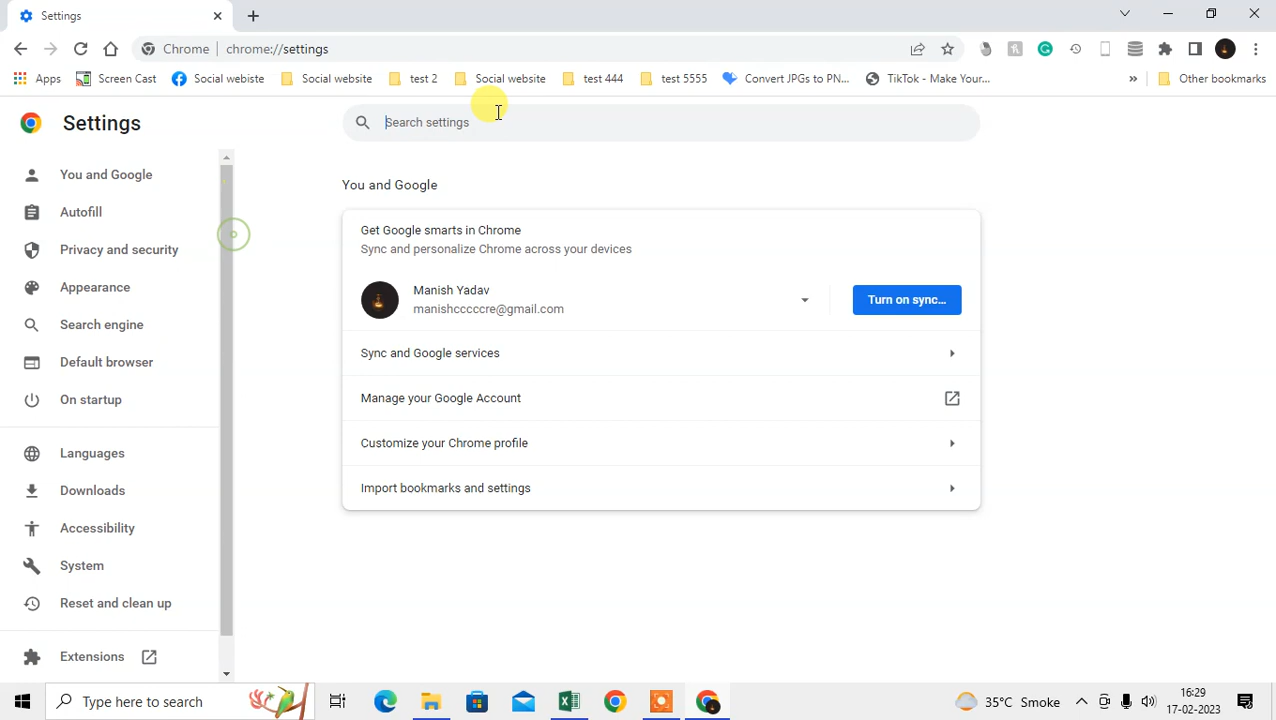 Settings
Chrome chrome://settings
Apps Screen Cast Social webiste Social website test 2 Social website test 444 test 5555 Convert JPGs to PN... TikTok - Make Your... » Other bookmarks
Settings
Search settings
You and Google
Autofill
Privacy and security
Appearance
Search engine
Default browser
On startup
Languages
Downloads
Accessibility
System
Reset and clean up
Extensions
You and Google
Get Google smarts in Chrome
Sync and personalize Chrome across your devices
Manish Yadav
manishcccccre@gmail.com
Turn on sync...
Sync and Google services
Manage your Google Account
Customize your Chrome profile
Import bookmarks and settings
Type here to search
35°C Smoke
16:29
17-02-2023